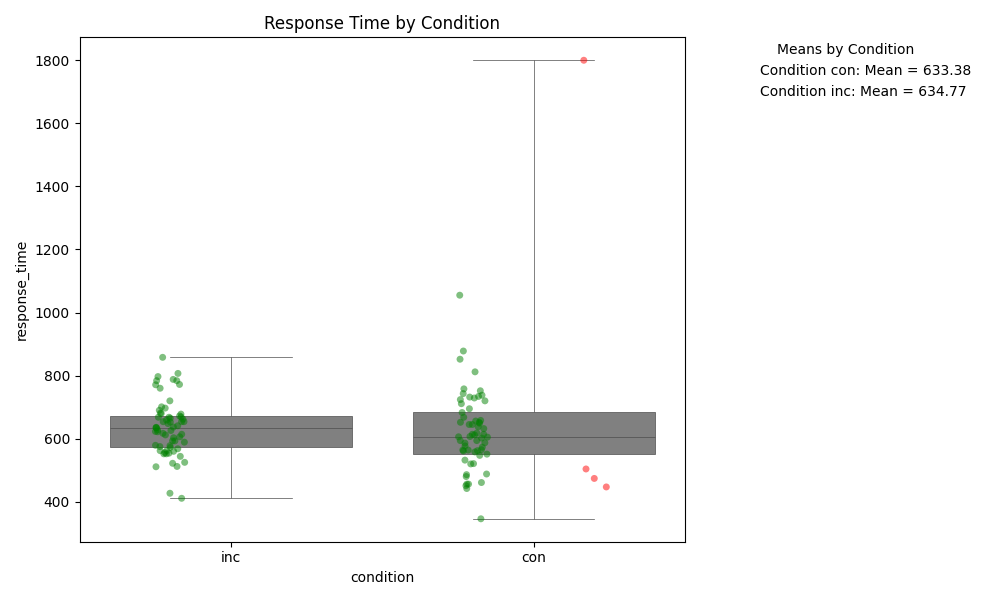 Response Time by Condition
Means by Condition
Condition con: Mean = 633.38
Condition inc: Mean = 634.77
1800
1600
1400
1200
1000
800
600
400
response_time
inc
con
condition